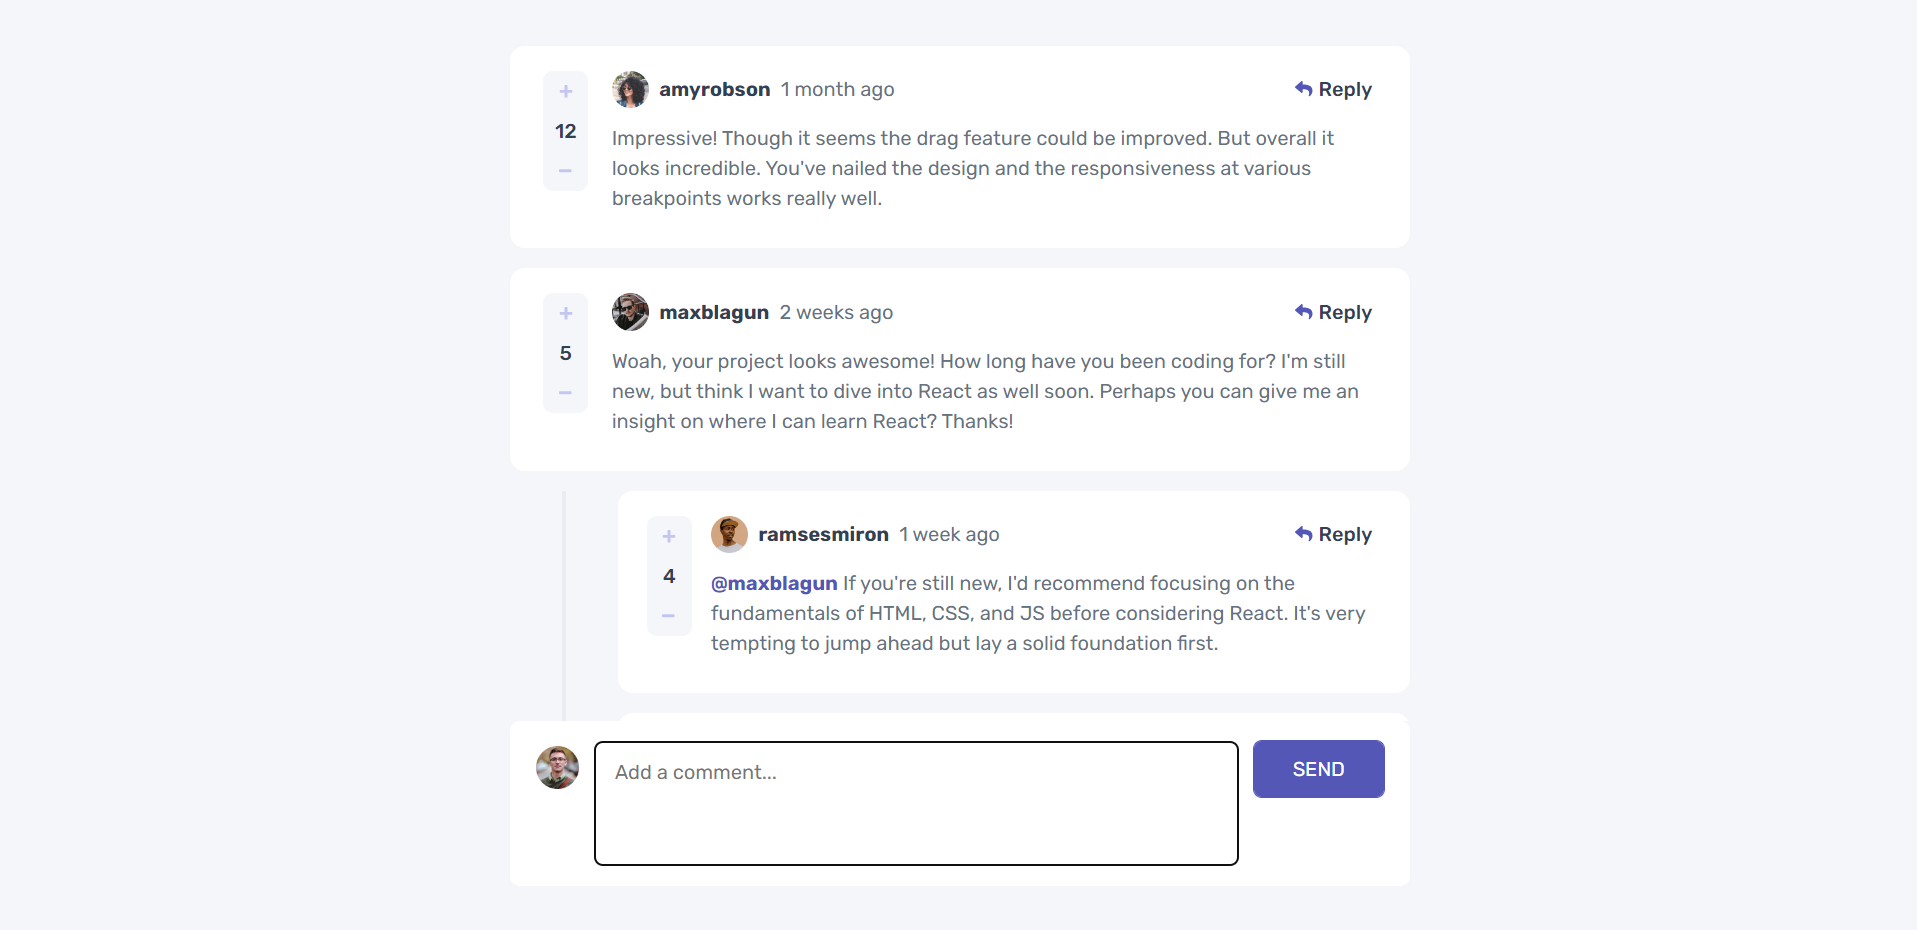 +
12
−
amyrobson 1 month ago
Reply
Impressive! Though it seems the drag feature could be improved. But overall it
looks incredible. You've nailed the design and the responsiveness at various
breakpoints works really well.
+
5
−
maxblagun 2 weeks ago
Reply
Woah, your project looks awesome! How long have you been coding for? I'm still
new, but think I want to dive into React as well soon. Perhaps you can give me an
insight on where I can learn React? Thanks!
+
4
−
ramsesmiron 1 week ago
Reply
@maxblagun If you're still new, I'd recommend focusing on the
fundamentals of HTML, CSS, and JS before considering React. It's very
tempting to jump ahead but lay a solid foundation first.
Add a comment...
SEND